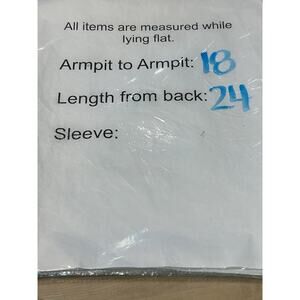 All items are measured while
lying flat.
Armpit to Armpit: 18
Length from back: 24
Sleeve: